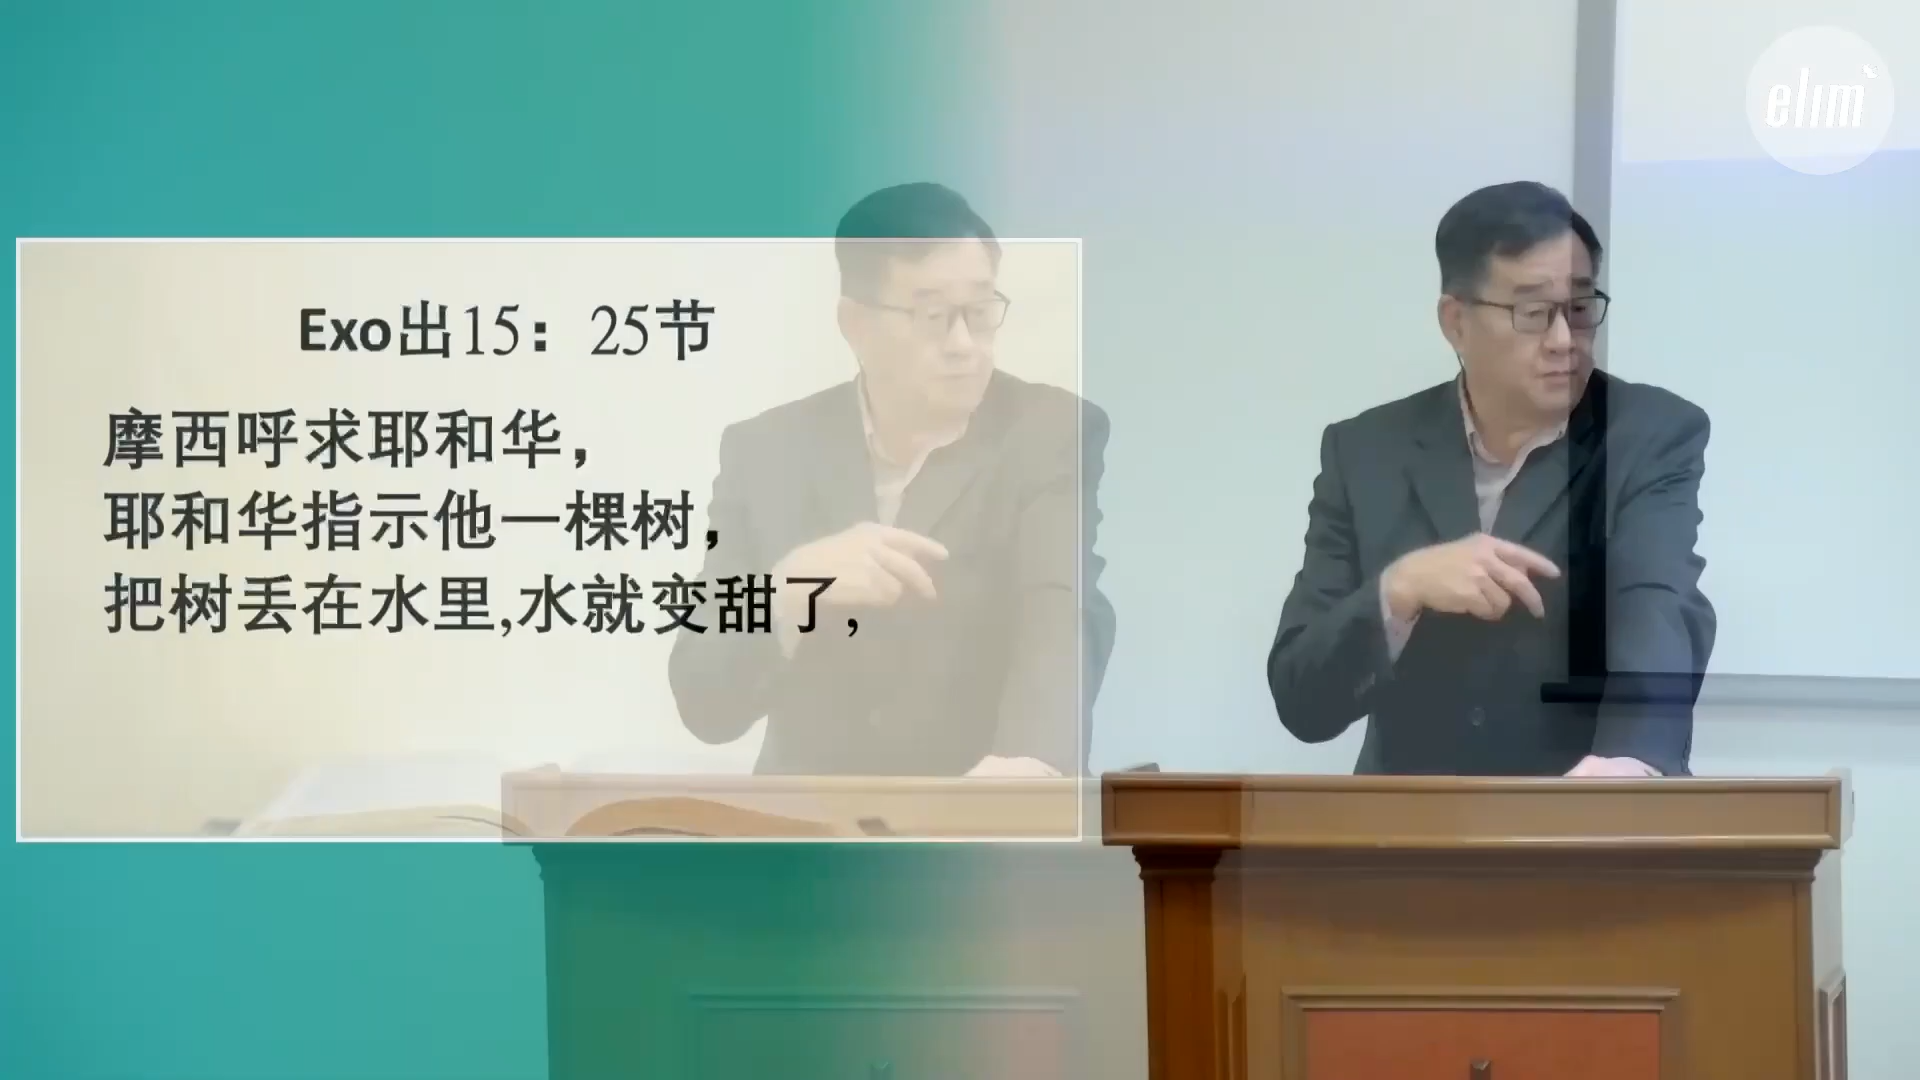 elim
Exo出15：25节
摩西呼求耶和华，
耶和华指示他一棵树，
把树丢在水里,水就变甜了,